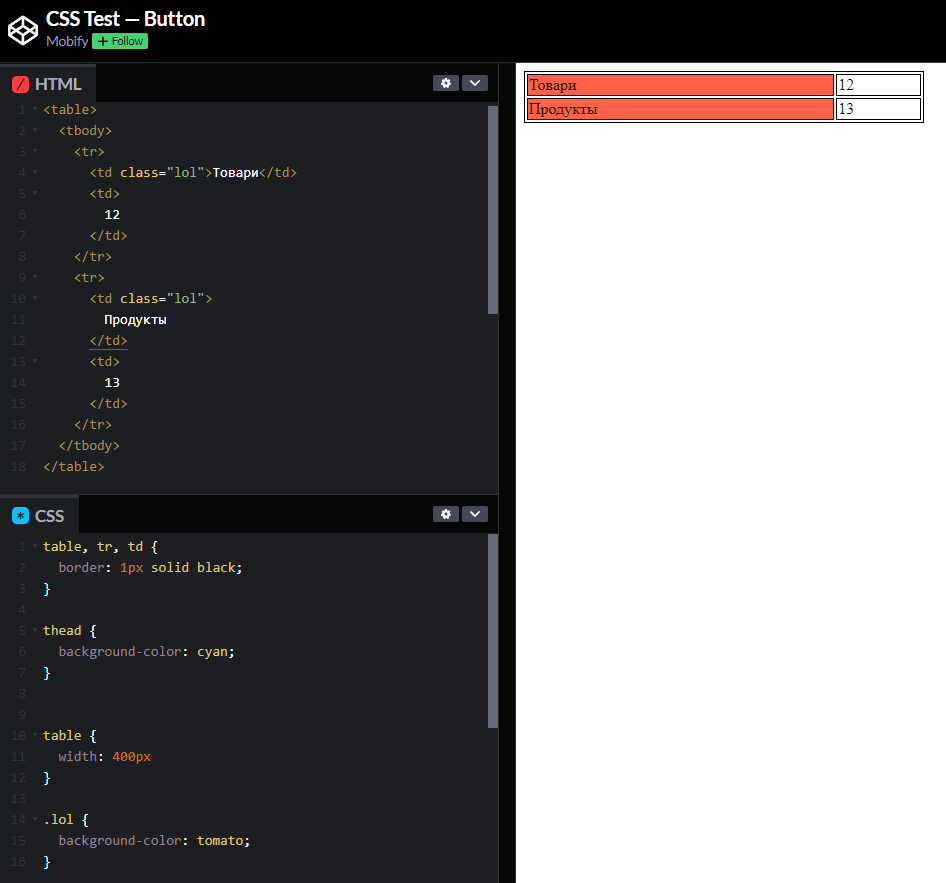 CSS Test — Button
Mobify + Follow
/ HTML
1 <table>
2 <tbody>
3 <tr>
4 <td class="lol">Товари</td>
5 <td>
6 12
7 </td>
8 </tr>
9 <tr>
10 <td class="lol">
11 Продукты
12 </td>
13 <td>
14 13
15 </td>
16 </tr>
17 </tbody>
18 </table>
* CSS
1 table, tr, td {
2 border: 1px solid black;
3 }
4
5 thead {
6 background-color: cyan;
7 }
8
9
10 table {
11 width: 400px
12 }
13
14 .lol {
15 background-color: tomato;
16 }
Товари 12
Продукты 13